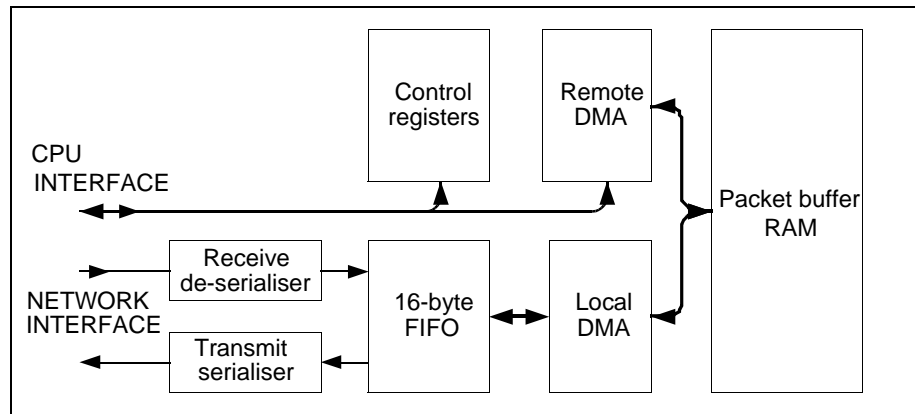 Control
registers
Remote
DMA
CPU
INTERFACE
Packet buffer
RAM
Receive
de-serialiser
NETWORK
INTERFACE
16-byte
FIFO
Local
DMA
Transmit
serialiser